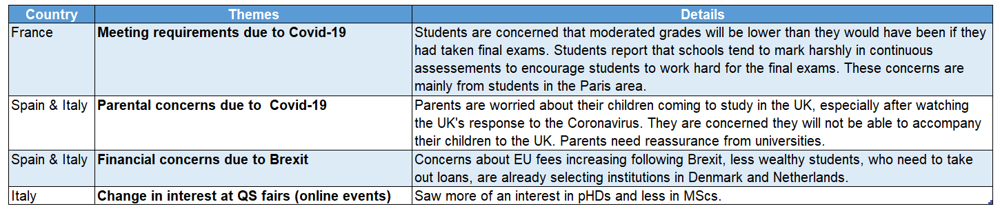 Country Themes Details
France Meeting requirements due to Covid-19 Students are concerned that moderated grades will be lower than they would have been if they
had taken final exams. Students report that schools tend to mark harshly in continuous
assessements to encourage students to work hard for the final exams. These concerns are
mainly from students in the Paris area.
Spain & Italy Parental concerns due to  Covid-19 Parents are worried about their children coming to study in the UK, especially after watching
the UK's response to the Coronavirus. They are concerned they will not be able to accompany
their children to the UK. Parents need reassurance from universities.
Spain & Italy Financial concerns due to Brexit Concerns about EU fees increasing following Brexit, less wealthy students, who need to take
out loans, are already selecting institutions in Denmark and Netherlands.
Italy Change in interest at QS fairs (online events) Saw more of an interest in pHDs and less in MScs.